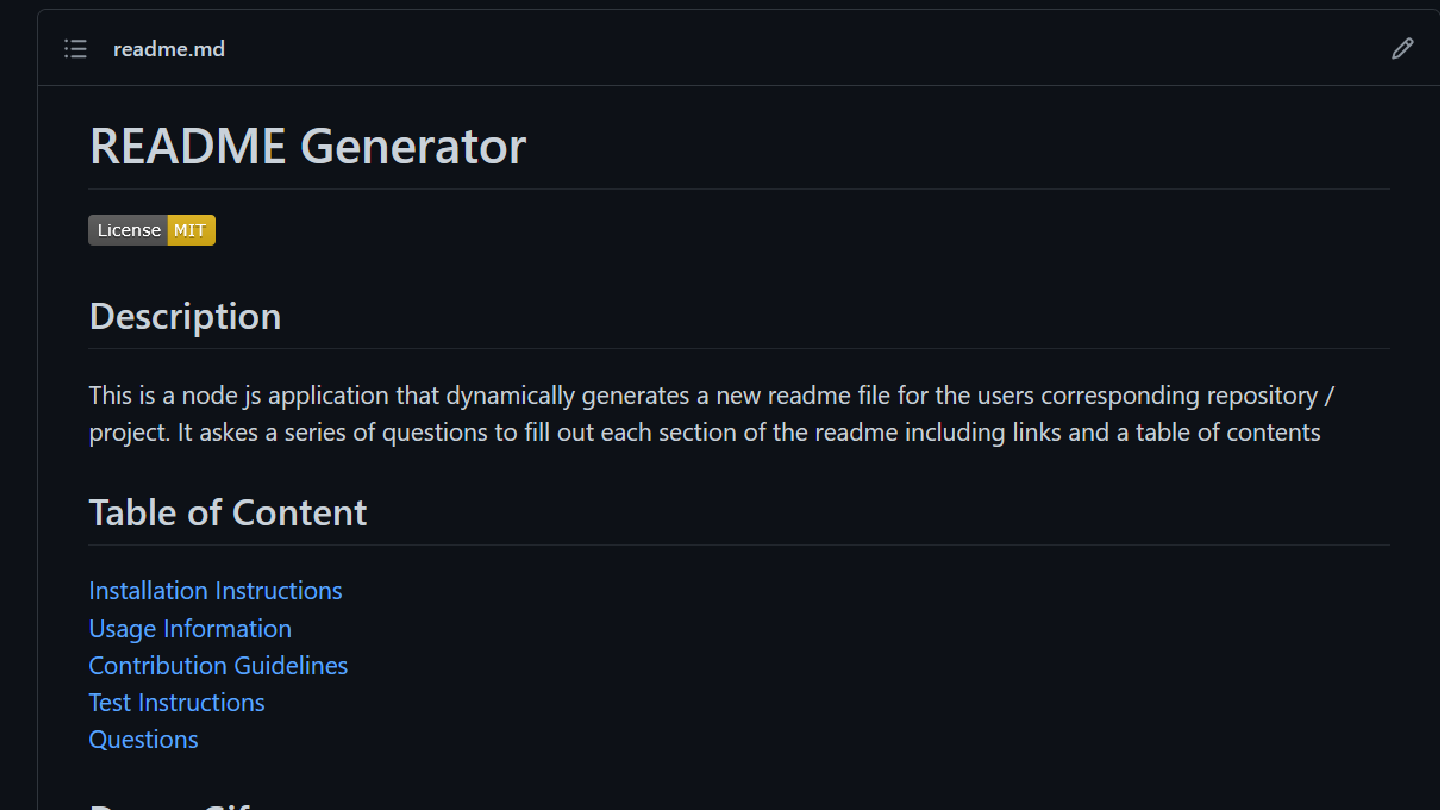 readme.md
README Generator
License MIT
Description
This is a node js application that dynamically generates a new readme file for the users corresponding repository /
project. It askes a series of questions to fill out each section of the readme including links and a table of contents
Table of Content
Installation Instructions
Usage Information
Contribution Guidelines
Test Instructions
Questions